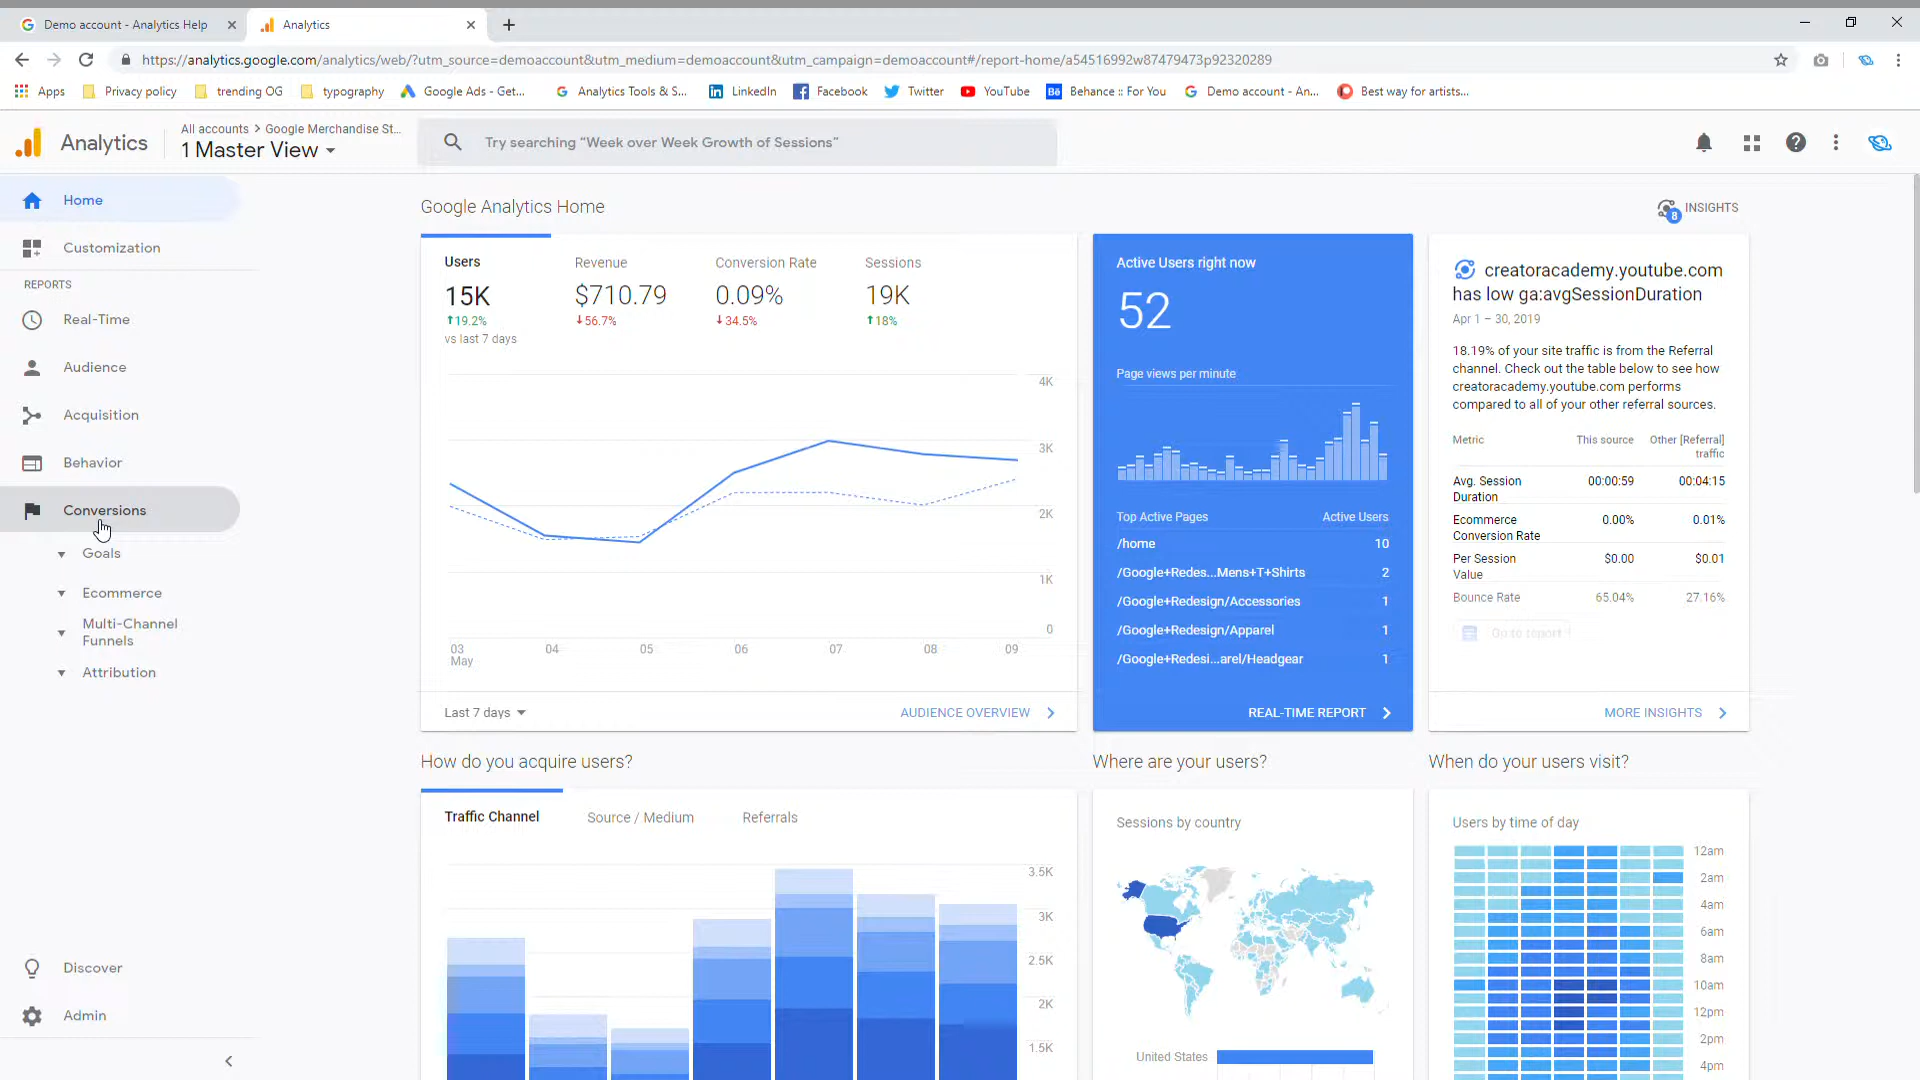 Demo account - Analytics Help
Analytics
https://analytics.google.com/analytics/web/?utm_source=demoaccount&utm_medium=demoaccount&utm_campaign=demoaccount#/report-home/a54516992w87479473p92320289
Apps Privacy policy trending OG typography Google Ads - Get... Analytics Tools & S... LinkedIn Facebook Twitter YouTube Behance :: For You Demo account - An... Best way for artists...
Analytics
All accounts > Google Merchandise St...
1 Master View
Try searching “Week over Week Growth of Sessions”
Home
Customization
REPORTS
Real-Time
Audience
Acquisition
Behavior
Conversions
Goals
Ecommerce
Multi-Channel
Funnels
Attribution
Discover
Admin
Google Analytics Home
8 INSIGHTS
Users Revenue Conversion Rate Sessions
15K $710.79 0.09% 19K
19.2% 56.7% 34.5% 18%
vs last 7 days
4K
3K
2K
1K
0
03 04 05 06 07 08 09
May
Last 7 days AUDIENCE OVERVIEW
Active Users right now
52
Page views per minute
Top Active Pages Active Users
/home 10
/Google+Redes...Mens+T+Shirts 2
/Google+Redesign/Accessories 1
/Google+Redesign/Apparel 1
/Google+Redesi...arel/Headgear 1
REAL-TIME REPORT
creatoracademy.youtube.com
has low ga:avgSessionDuration
Apr 1 – 30, 2019
18.19% of your site traffic is from the Referral
channel. Check out the table below to see how
creatoracademy.youtube.com performs
compared to all of your other referral sources.
Metric This source Other [Referral]
traffic
Avg. Session 00:00:59 00:04:15
Duration
Ecommerce 0.00% 0.01%
Conversion Rate
Per Session $0.00 $0.01
Value
Bounce Rate 65.04% 27.16%
Go to report
MORE INSIGHTS
How do you acquire users?
Traffic Channel Source / Medium Referrals
3.5K
3K
2.5K
2K
1.5K
Where are your users?
Sessions by country
United States
When do your users visit?
Users by time of day
12am
2am
4am
6am
8am
10am
12pm
2pm
4pm